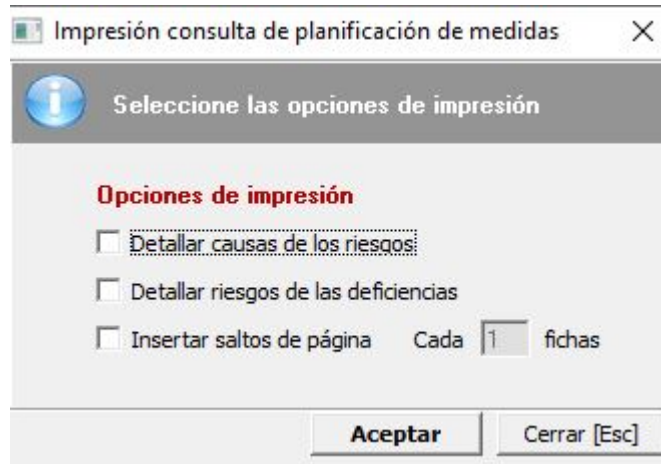 Impresión consulta de planificación de medidas
Seleccione las opciones de impresión
Opciones de impresión
Detallar causas de los riesgos
Detallar riesgos de las deficiencias
Insertar saltos de página Cada 1 fichas
Aceptar Cerrar [Esc]